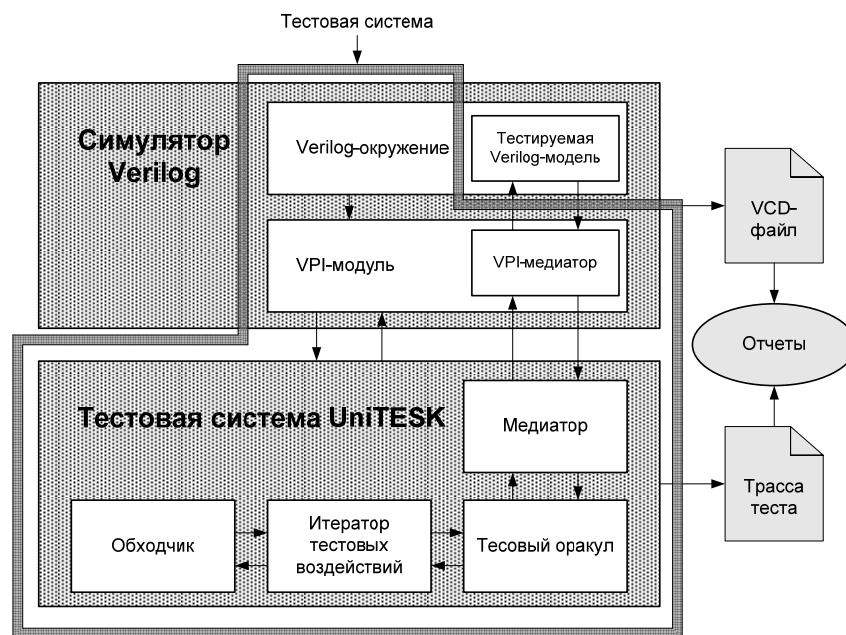 Тестовая система
Симулятор
Verilog
Verilog-окружение
Тестируемая
Verilog-модель
VPI-модуль
VPI-медиатор
VCD-
файл
Отчеты
Тестовая система UniTESK
Медиатор
Трасса
теста
Обходчик
Итератор
тестовых
воздействий
Тесовый оракул